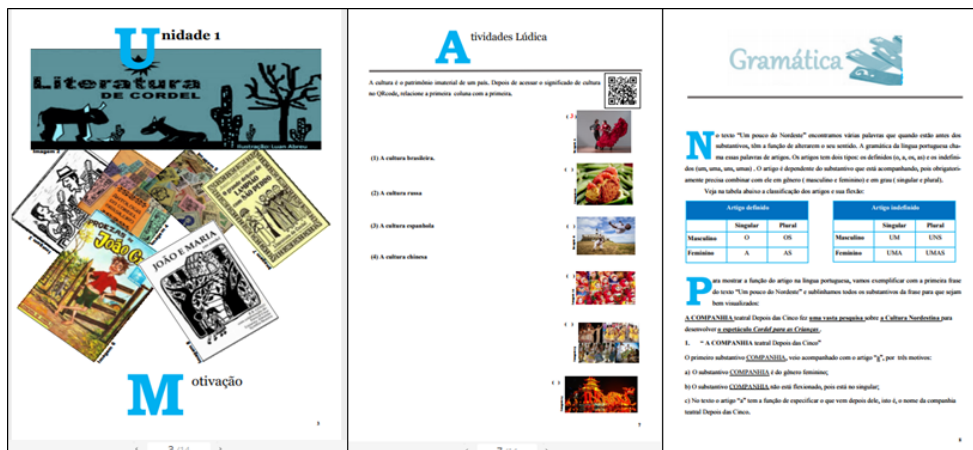 Unidade 1
Literatura
DE CORDEL
Ilustração: Luam Abreu
Imagem 2
PROEZAS
João G
JOÃO E MARIA
Motivação
3
Atividades Lúdica
A cultura é o patrimônio imaterial de um país. Depois de acessar o significado de cultura
no QRcode, relacione a primeira coluna com a primeira.
(1) A cultura brasileira.
(2) A cultura russa
(3) A cultura espanhola
(4) A cultura chinesa
( 3 )
( )
( )
( )
( )
( )
Gramática
No texto “Um pouco do Nordeste” encontramos várias palavras que quando estão antes dos
substantivos, têm a função de alterarem o seu sentido. A gramática da língua portuguesa cha-
ma essas palavras de artigos. Os artigos tem dois tipos: os definidos (o, a, os, as) e os indefini-
dos (um, uma, uns, umas) . O artigo é dependente do substantivo que está acompanhando, pois obrigatori-
amente precisa combinar com ele em gênero ( masculino e feminino) e em grau ( singular e plural).
Veja na tabela abaixo a classificação dos artigos e sua flexão:
Artigo definido
Singular Plural
Masculino O OS
Feminino A AS
Artigo indefinido
Singular Plural
Masculino UM UNS
Feminino UMA UMAS
Para mostrar a função do artigo na língua portuguesa, vamos exemplificar com a primeira frase
do texto “Um pouco do Nordeste” e sublinhamos todos os substantivos da frase para que sejam
bem visualizados:
A COMPANHIA teatral Depois das Cinco fez uma vasta pesquisa sobre a Cultura Nordestina para
desenvolver o espetáculo Cordel para as Crianças .
1. “ A COMPANHIA teatral Depois das Cinco”
O primeiro substantivo COMPANHIA, veio acompanhado com o artigo “a”, por três motivos:
a) O substantivo COMPANHIA é do gênero feminino;
b) O substantivo COMPANHIA não está flexionado, pois está no singular;
c) No texto o artigo “a” tem a função de especificar o que vem depois dele, isto é, o nome da companhia
teatral Depois das Cinco.